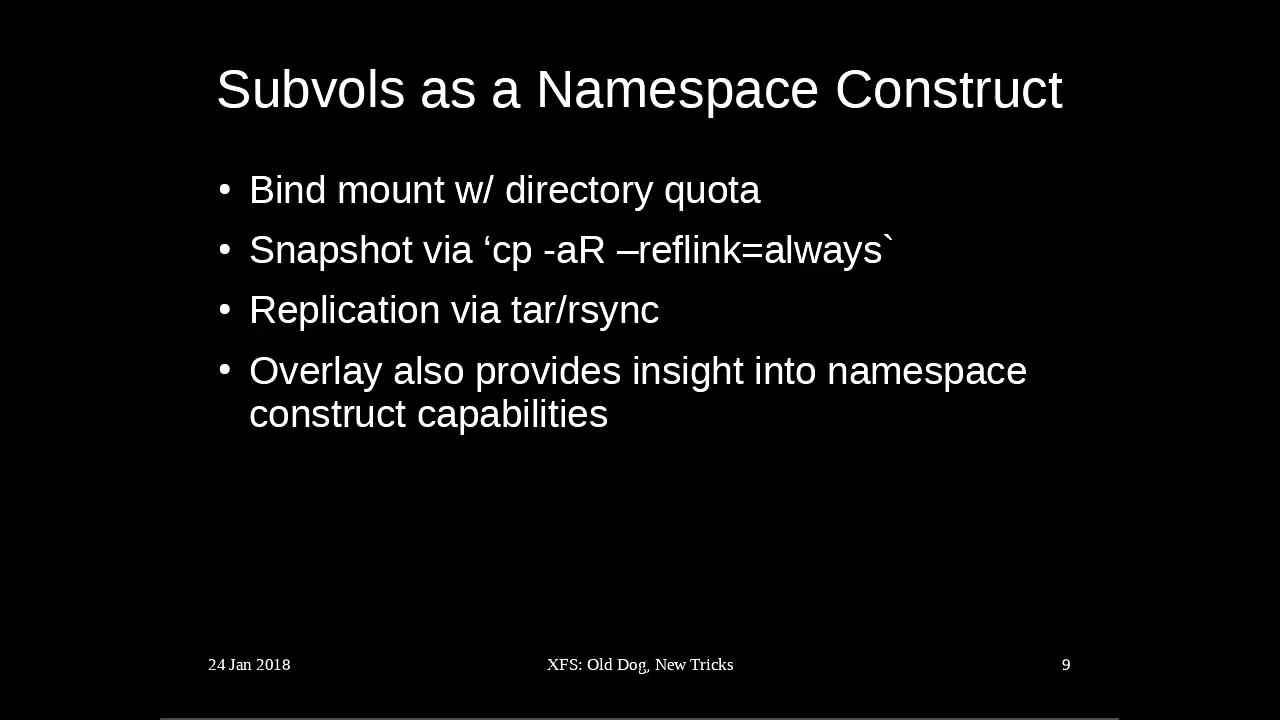 Subvols as a Namespace Construct
• Bind mount w/ directory quota
• Snapshot via ‘cp -aR –reflink=always`
• Replication via tar/rsync
• Overlay also provides insight into namespace
construct capabilities
24 Jan 2018
XFS: Old Dog, New Tricks
9